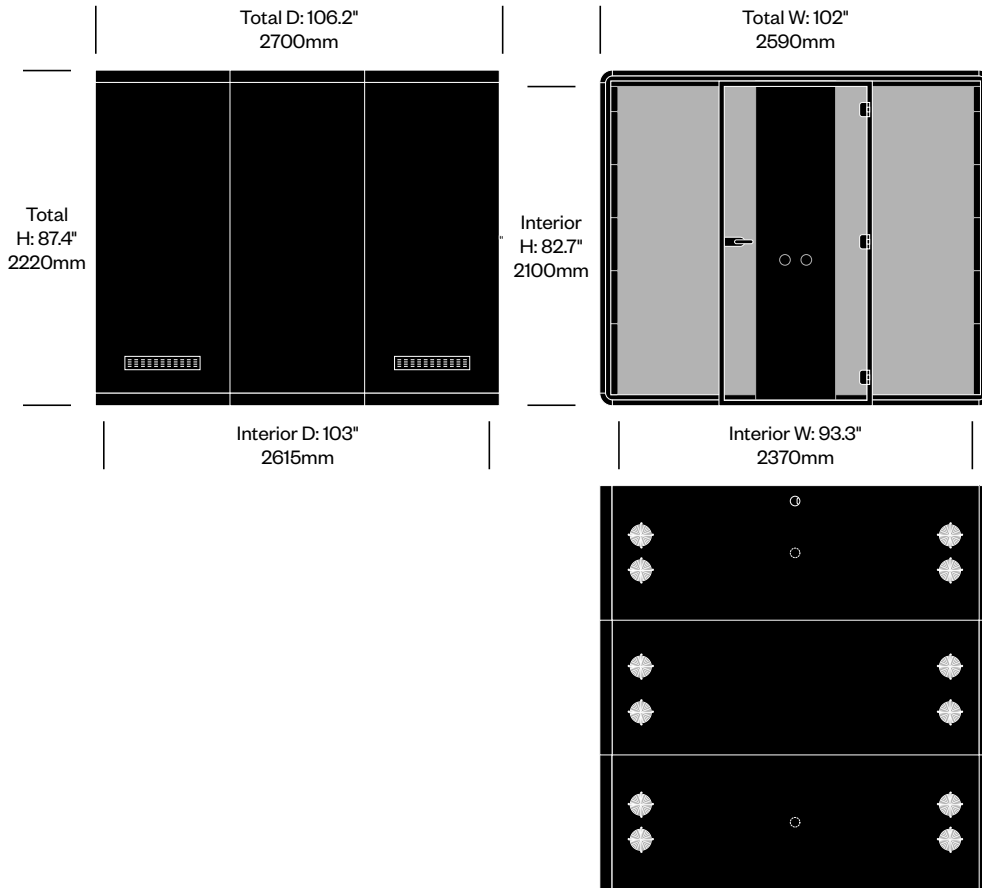 Total D: 106.2"
2700mm
Total W: 102"
2590mm
Total
H: 87.4"
2220mm
Interior
H: 82.7"
2100mm
Interior D: 103"
2615mm
Interior W: 93.3"
2370mm